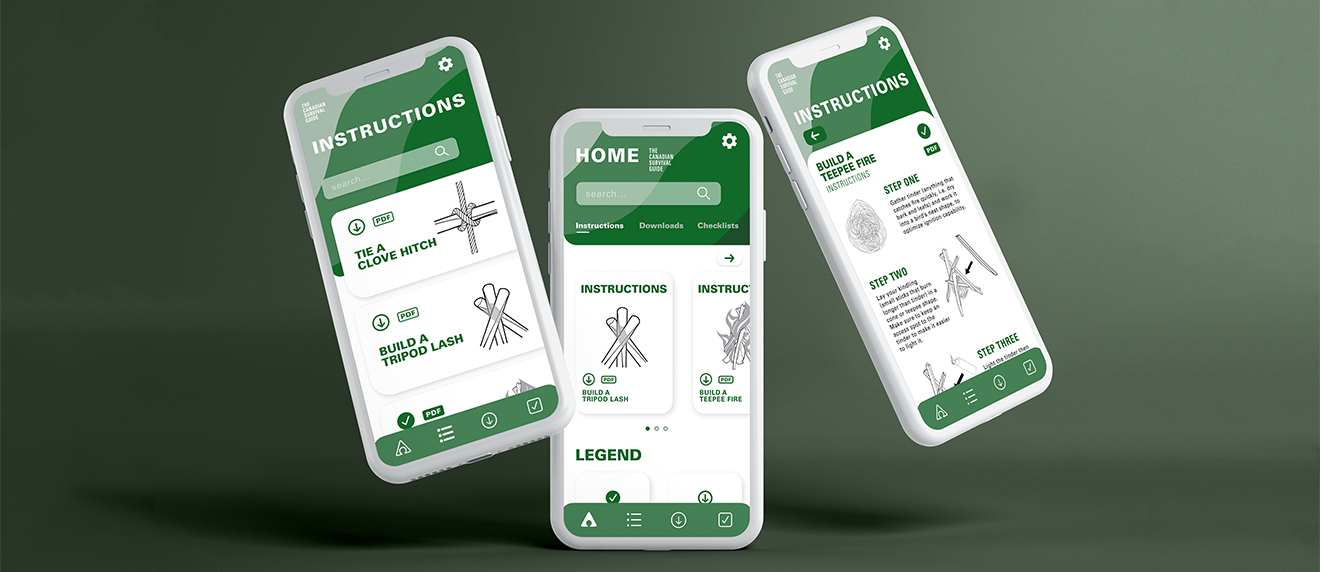 THE
CANADIAN
SURVIVAL
GUIDE
INSTRUCTIONS
search...
PDF
TIE A
CLOVE HITCH
PDF
BUILD A
TRIPOD LASH
PDF
HOME
THE
CANADIAN
SURVIVAL
GUIDE
search...
Instructions
Downloads
Checklists
INSTRUCTIONS
PDF
BUILD A
TRIPOD LASH
INSTRUCT
PDF
BUILD A
TEEPEE FIRE
LEGEND
THE
CANADIAN
SURVIVAL
GUIDE
INSTRUCTIONS
PDF
BUILD A
TEEPEE FIRE
INSTRUCTIONS
STEP ONE
Gather tinder (anything that
catches fire quickly, i.e. dry
bark and leafs) and work it
into a bird's nest shape, to
optimize ignition capability.
STEP TWO
Lay your kindling
(small sticks that burn
longer than tinder) in a
cone or teepee shape.
Make sure to keep an
access spot to the
tinder to make it easier
to light it.
STEP THREE
Light the tinder then